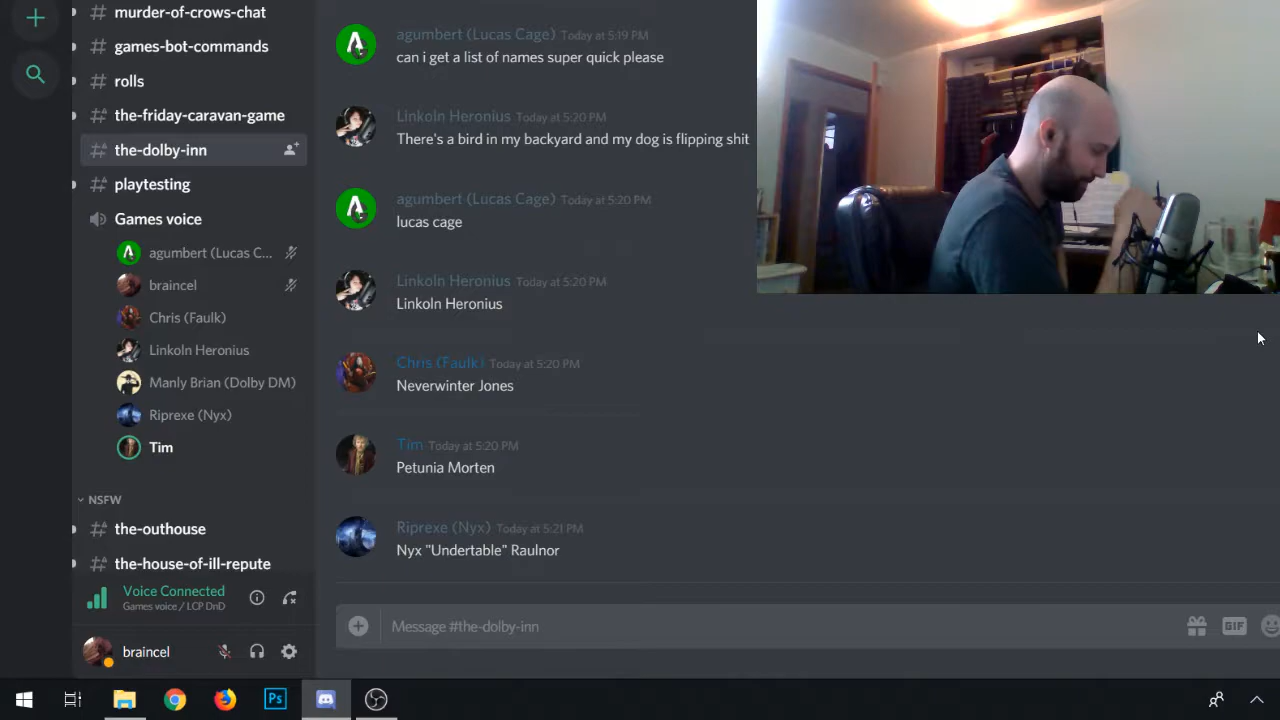 murder-of-crows-chat
games-bot-commands
rolls
the-friday-caravan-game
the-dolby-inn
playtesting
Games voice
agumbert (Lucas C...
braincel
Chris (Faulk)
Linkoln Heronius
Manly Brian (Dolby DM)
Riprexe (Nyx)
Tim
NSFW
the-outhouse
the-house-of-ill-repute
Voice Connected
Games voice / LCP DnD
braincel
agumbert (Lucas Cage) Today at 5:19 PM
can i get a list of names super quick please
Linkoln Heronius Today at 5:20 PM
There's a bird in my backyard and my dog is flipping shit
agumbert (Lucas Cage) Today at 5:20 PM
lucas cage
Linkoln Heronius Today at 5:20 PM
Linkoln Heronius
Chris (Faulk) Today at 5:20 PM
Neverwinter Jones
Tim Today at 5:20 PM
Petunia Morten
Riprexe (Nyx) Today at 5:21 PM
Nyx "Undertable" Raulnor
Message #the-dolby-inn
GIF
Ps